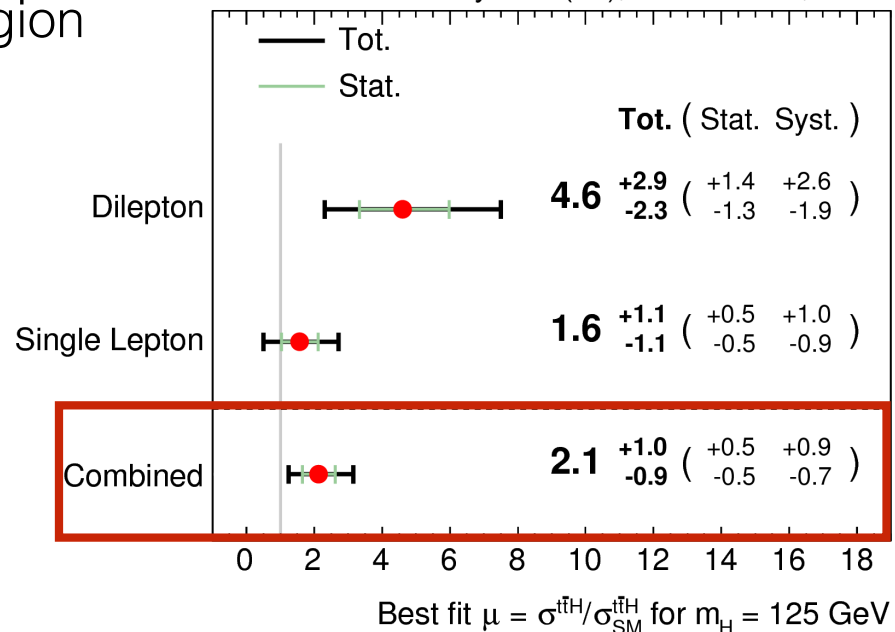 gion
Tot.
Stat.
Tot. ( Stat. Syst. )
Dilepton 4.6 +2.9 -2.3 ( +1.4 -1.3 +2.6 -1.9 )
Single Lepton 1.6 +1.1 -1.1 ( +0.5 -0.5 +1.0 -0.9 )
Combined 2.1 +1.0 -0.9 ( +0.5 -0.5 +0.9 -0.7 )
0 2 4 6 8 10 12 14 16 18
Best fit μ = σ^{tt̄H}/σ_{SM}^{tt̄H} for m_H = 125 GeV